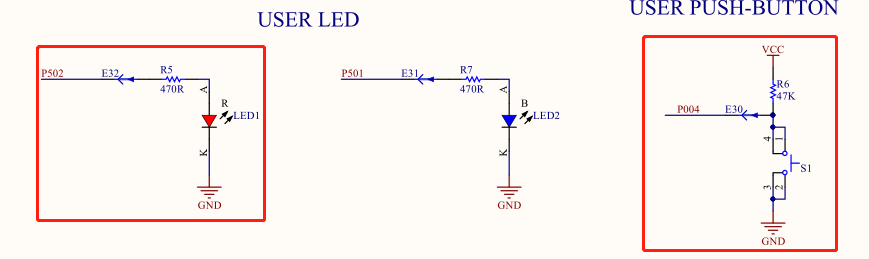 USER LED
USER PUSH-BUTTON
P502
E32
R5
470R
A
R
LED1
K
GND
P501
E31
R7
470R
A
B
LED2
K
GND
VCC
R6
47K
P004
E30
4
1
S1
3
2
GND